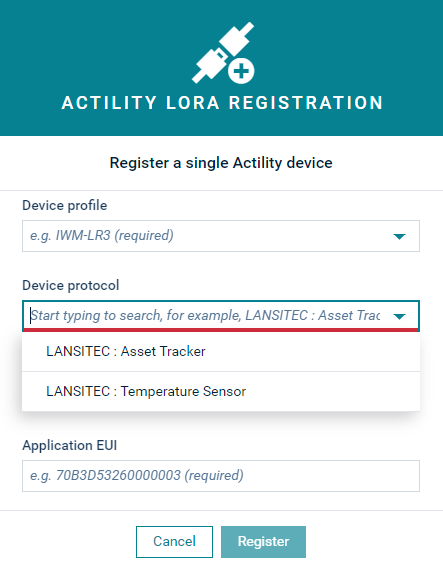 ACTILITY LORA REGISTRATION
Register a single Actility device
Device profile
e.g. IWM-LR3 (required)
Device protocol
Start typing to search, for example, LANSITEC : Asset Trac
LANSITEC : Asset Tracker
LANSITEC : Temperature Sensor
Application EUI
e.g. 70B3D53260000003 (required)
Cancel
Register